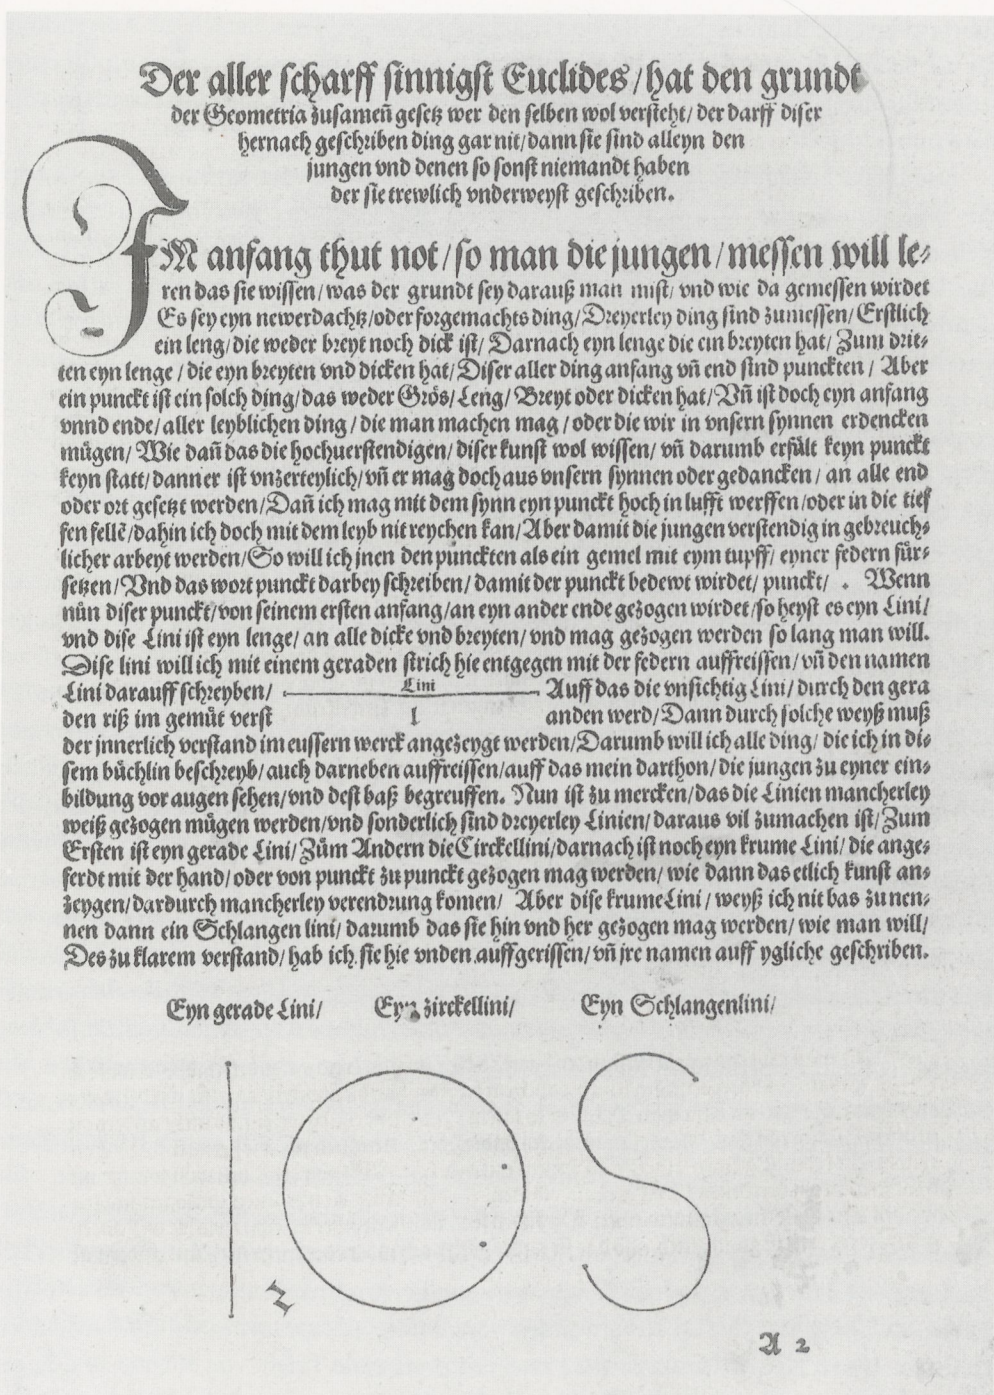 Der aller scharff sinnigst Euclides/hat den grundt
der Geometria zusameñ gesetz wer den selben wol versteht/der darff diser
hernach geschriben ding gar nit/dann sie sind alleyn den
jungen vnd denen so sonst niemandt haben
der sie trewlich vnderweyst geschriben.
IM anfang thut not/so man die jungen/messen will le-
ren das sie wissen/was der grundt sey darauß man mist/vnd wie da gemessen wirdet
Es sey eyn newerdachtz/oder forgemachts ding/Dreyerley ding sind zumessen/Erstlich
ein leng/die weder breyt noch dick ist/Darnach eyn lenge die ein breyten hat/Zum drit-
ten eyn lenge/die eyn breyten vnd dicken hat/Diser aller ding anfang vñ end sind punckten/Aber
ein punckt ist ein solch ding/das weder Grös/Leng/Breyt oder dicken hat/Vñ ist doch eyn anfang
vnnd ende/aller leyblichen ding/die man machen mag/oder die wir in vnsern synnen erdencken
mügen/Wie dañ das die hochuerstendigen/diser kunst wol wissen/vñ darumb erfült keyn punckt
keyn statt/dann er ist vnzerteylich/vñ er mag doch aus vnsern synnen oder gedancken/an alle end
oder ort gesetzt werden/Dañ ich mag mit dem synn eyn punckt hoch in lufft werffen/oder in die tief
fen fellē/dahin ich doch mit dem leyb nit reychen kan/Aber damit die jungen verstendig in gebreuch-
licher arbeyt werden/So will ich jnen den punckten als ein gemel mit eym tupff/eyner federn für-
setzen/Vnd das wort punckt darbey schreiben/damit der punckt bedewt wirdet/punckt/ . Wenn
nůn diser punckt/von seinem ersten anfang/an eyn ander ende gezogen wirdet/so heyst es eyn Lini/
vnd dise Lini ist eyn lenge/an alle dicke vnd breyten/vnd mag gezogen werden so lang man will.
Dise lini will ich mit einem geraden strich hie entgegen mit der federn auffreissen/vñ den namen
Lini darauff schreyben/ Lini Auff das die vnsichtig Lini/durch den gera
den riß im gemüt verst 1 anden werd/Dann durch solche weyß muß
der jnnerlich verstand im eussern werck angezeygt werden/Darumb will ich alle ding/die ich in di-
sem büchlin beschreyb/auch darneben auffreissen/auff das mein darthon/die jungen zu eyner ein-
bildung vor augen sehen/vnd dest baß begreuffen. Nun ist zu mercken/das die Linien mancherley
weiß gezogen mügen werden/vnd sonderlich sind dreyerley Linien/daraus vil zumachen ist/Zum
Ersten ist eyn gerade Lini/Züm Andern die Circkellini/darnach ist noch eyn krume Lini/die ange-
ferdt mit der hand/oder von punckt zu punckt gezogen mag werden/wie dann das etlich kunst an-
zeygen/dardurch mancherley verendrung komen/Aber dise krume Lini/weyß ich nit bas zu nen-
nen dann ein Schlangen lini/darumb das sie hin vnd her gezogen mag werden/wie man will/
Des zu klarem verstand/hab ich sie hie vnden auffgerissen/vñ jre namen auff ygliche geschriben.
Eyn gerade Lini/ Eyn zirckellini/ Eyn Schlangenlini/
2
A 2